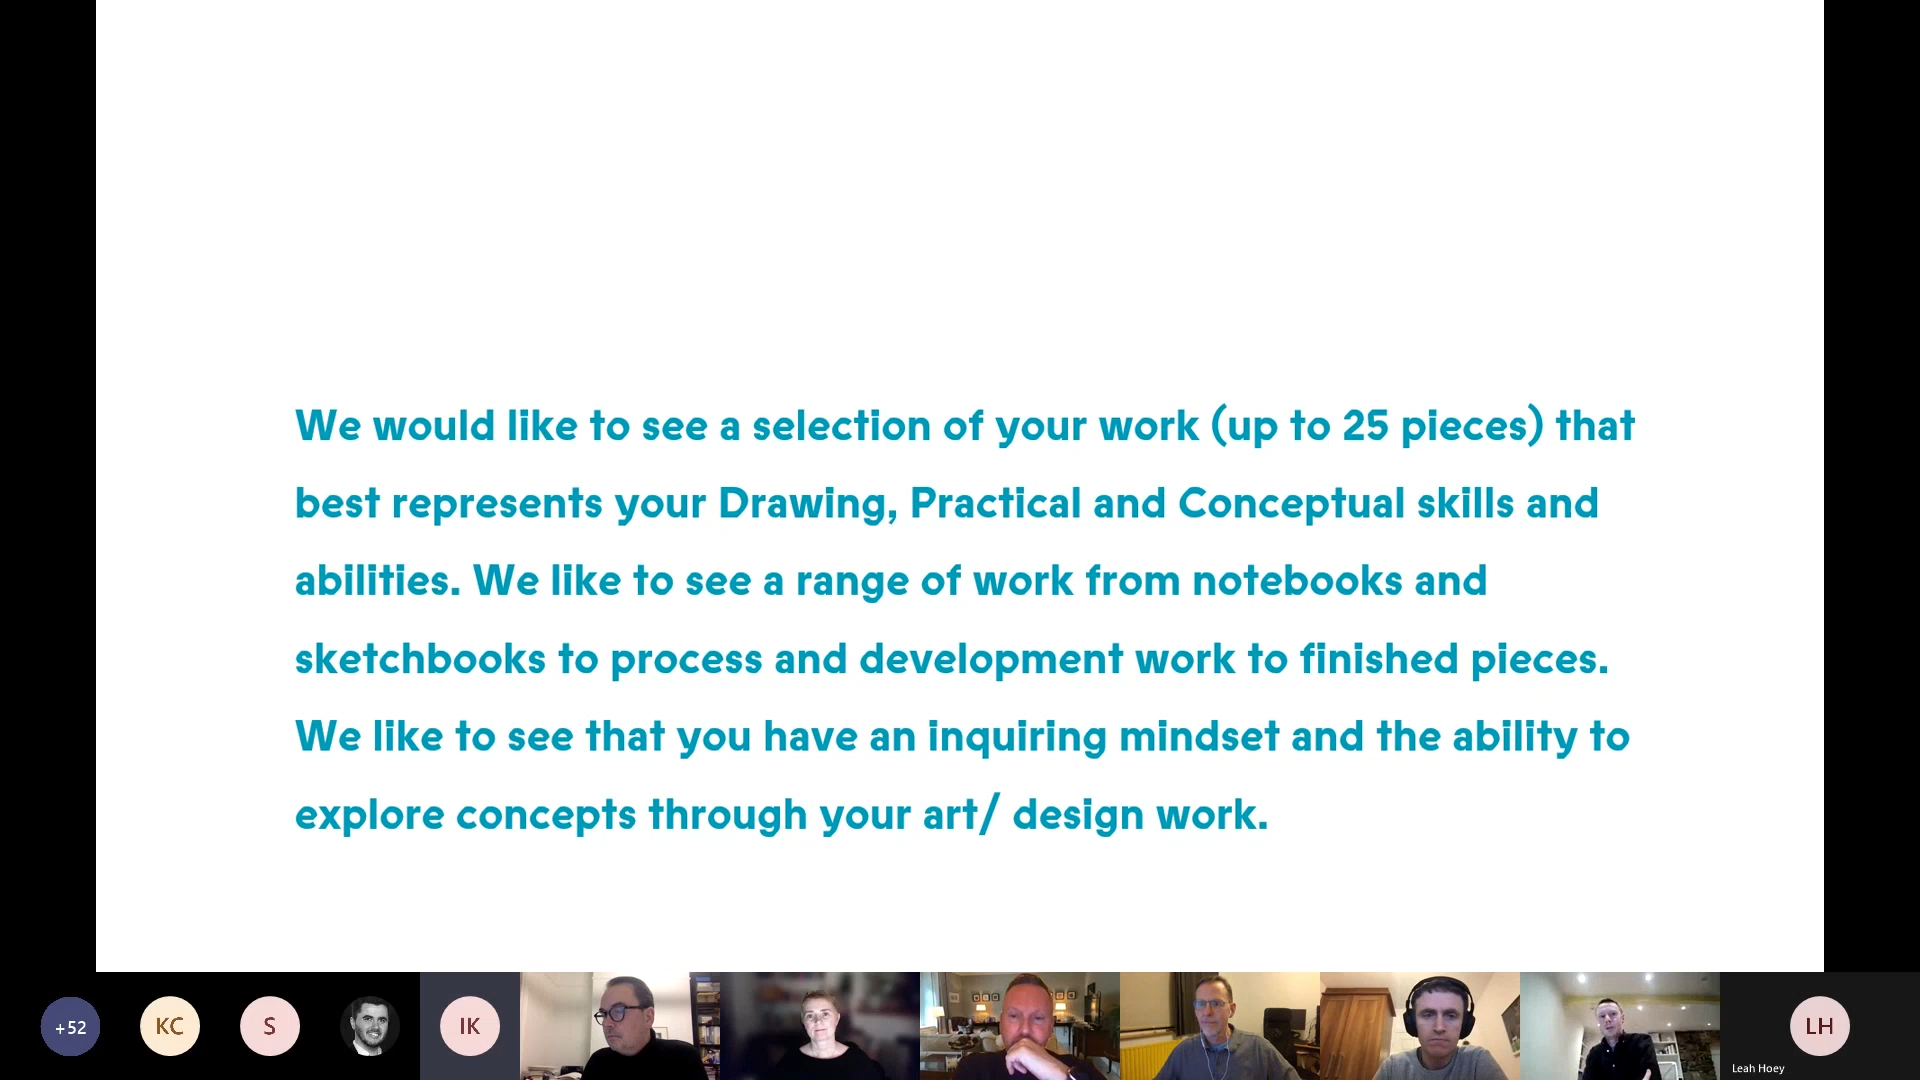 We would like to see a selection of your work (up to 25 pieces) that
best represents your Drawing, Practical and Conceptual skills and
abilities. We like to see a range of work from notebooks and
sketchbooks to process and development work to finished pieces.
We like to see that you have an inquiring mindset and the ability to
explore concepts through your art/ design work.
+52
KC
S
IK
LH
Leah Hoey